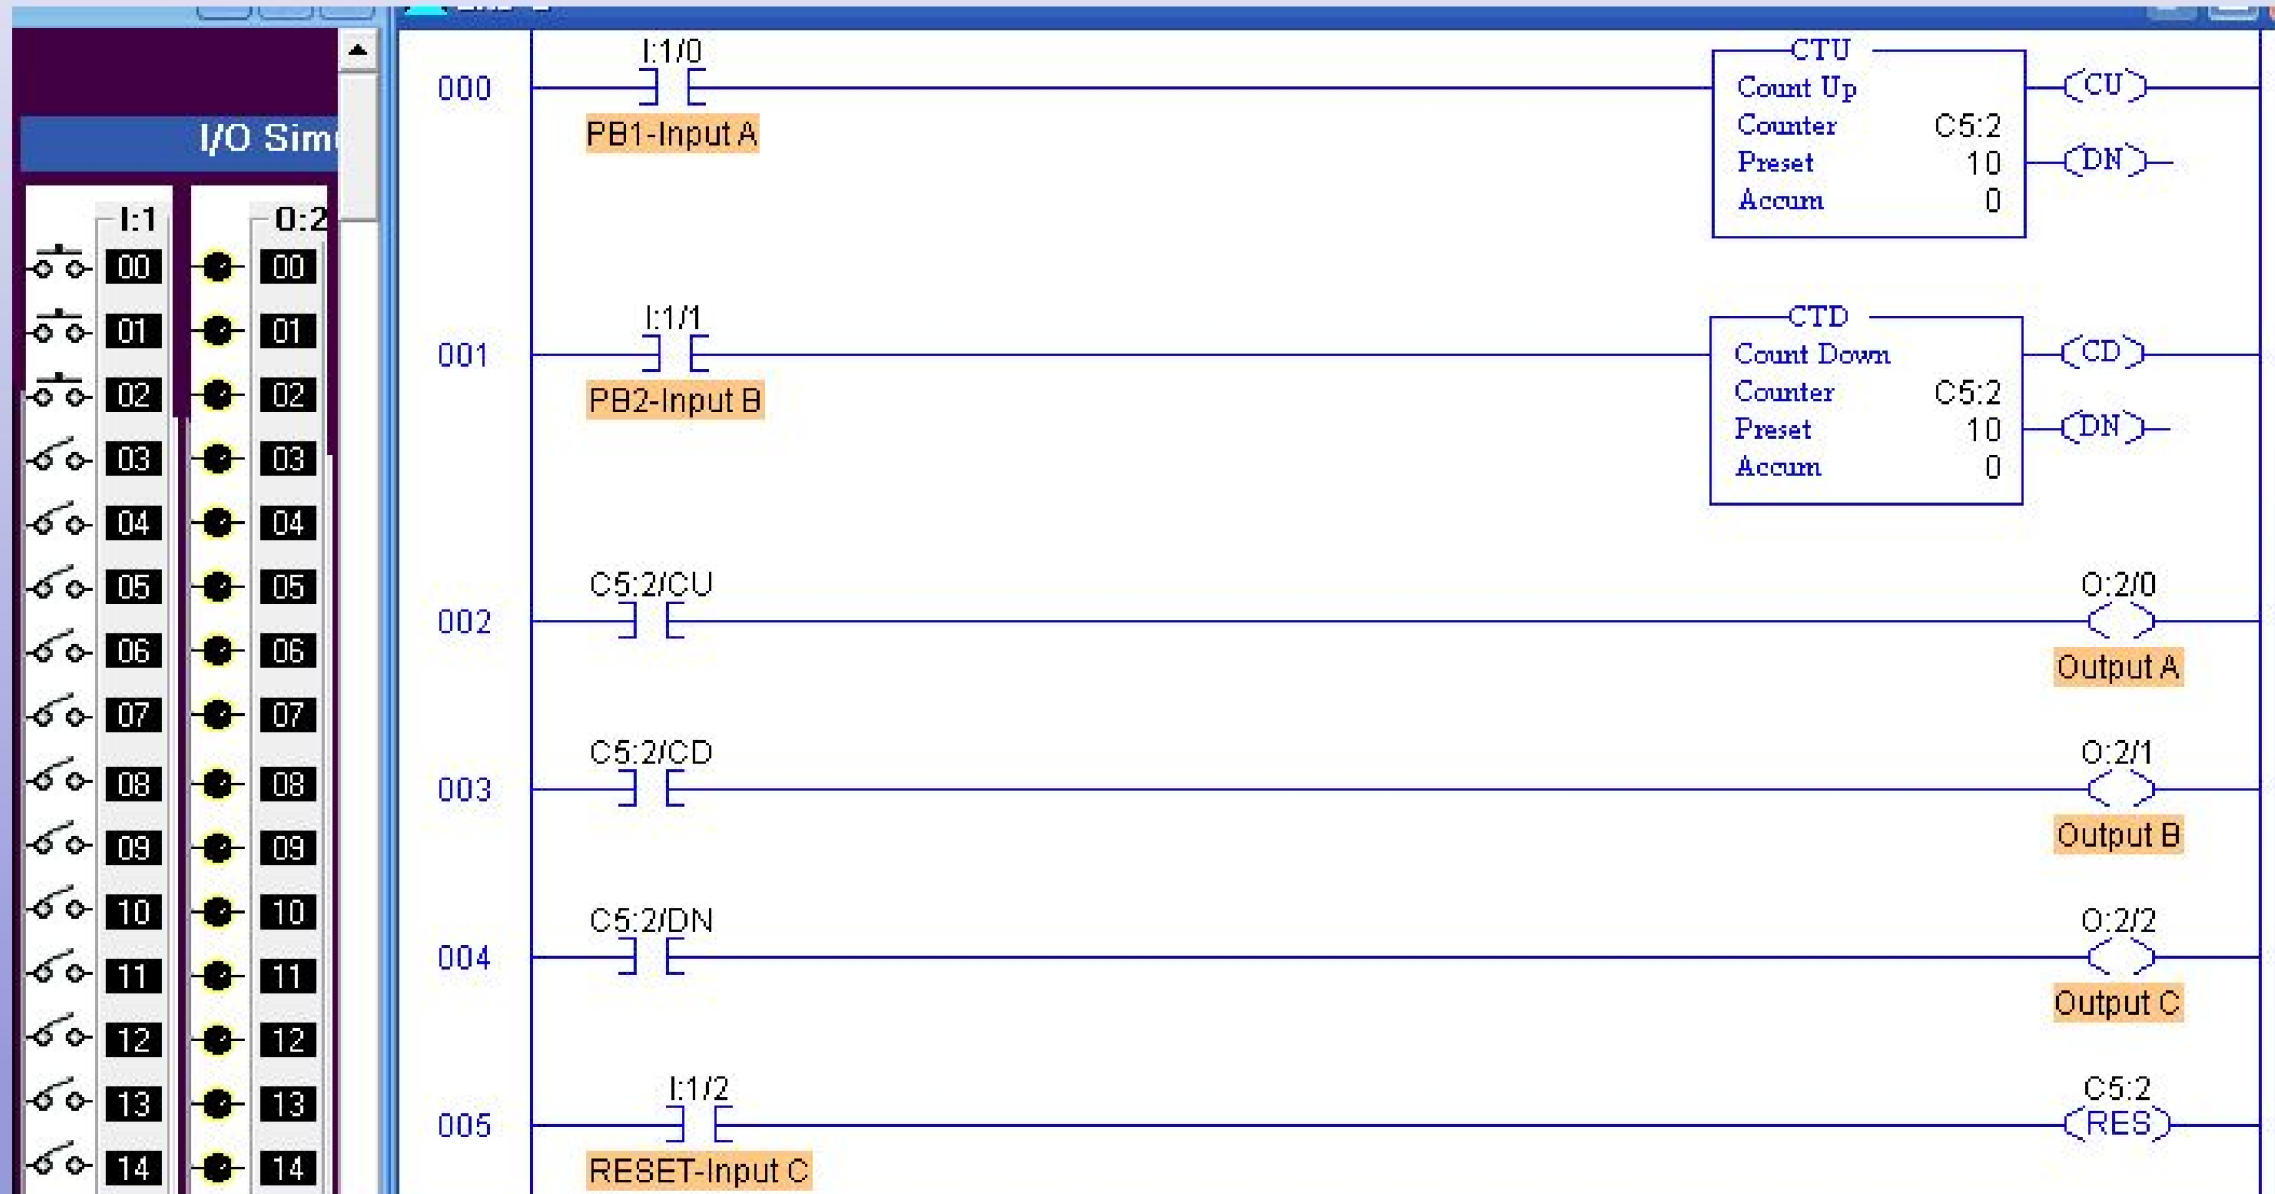 I/O Sim
I:1
O:2
00
00
01
01
02
02
03
03
04
04
05
05
06
06
07
07
08
08
09
09
10
10
11
11
12
12
13
13
14
14
000
I:1/0
PB1-Input A
CTU
Count Up
Counter C5:2
Preset 10
Accum 0
CU
DN
001
I:1/1
PB2-Input B
CTD
Count Down
Counter C5:2
Preset 10
Accum 0
CD
DN
002
C5:2/CU
O:2/0
Output A
003
C5:2/CD
O:2/1
Output B
004
C5:2/DN
O:2/2
Output C
005
I:1/2
RESET-Input C
C5:2
RES